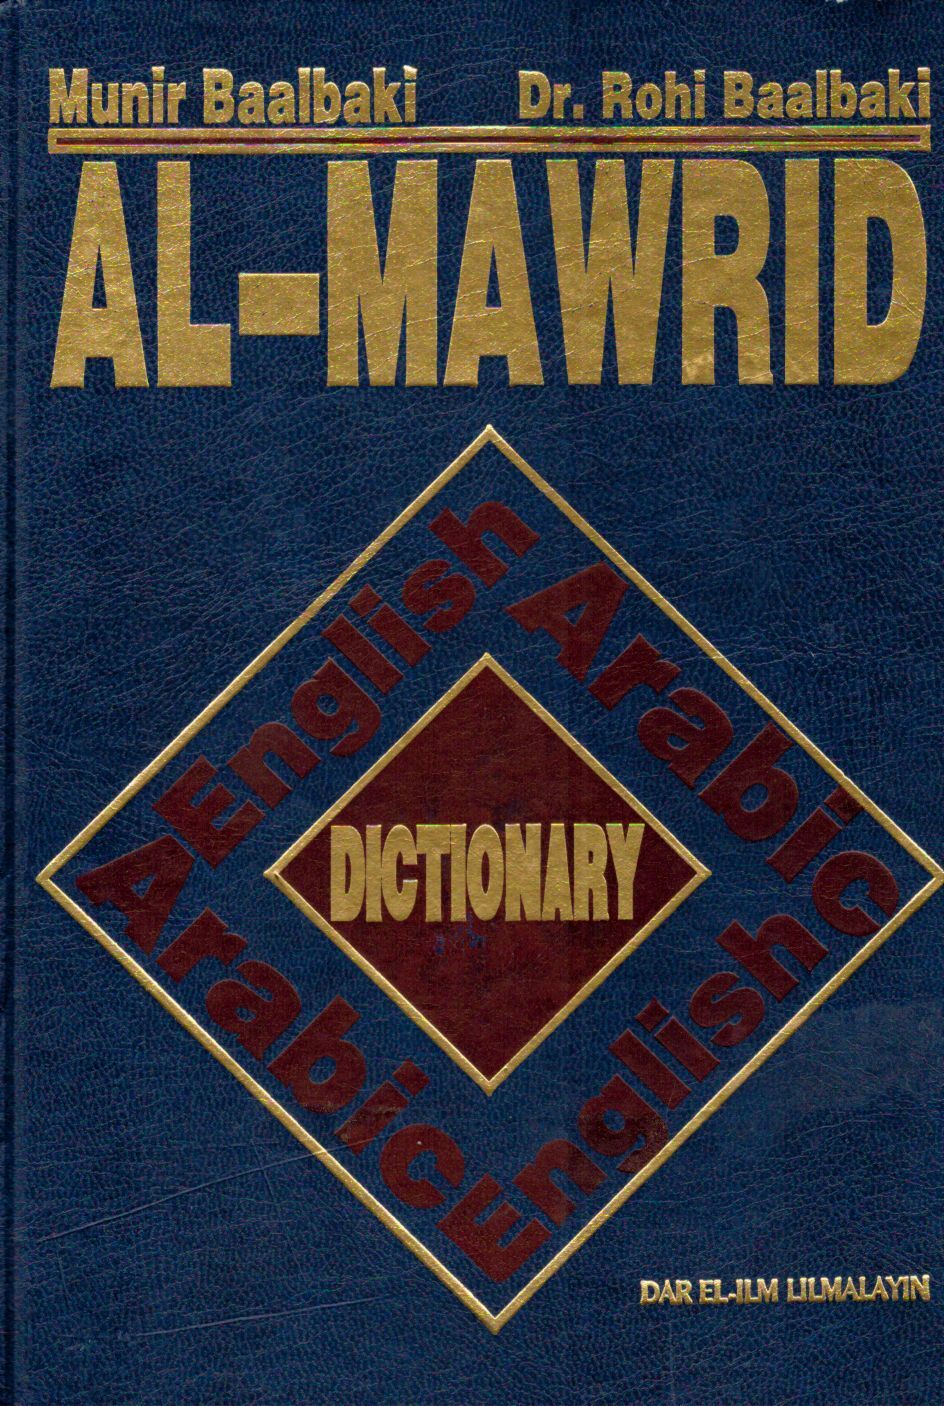 Munir Baalbaki Dr. Rohi Baalbaki
AL-MAWRID
English Arabic
DICTIONARY
Arabic English
DAR EL-ILM LILMALAYIN